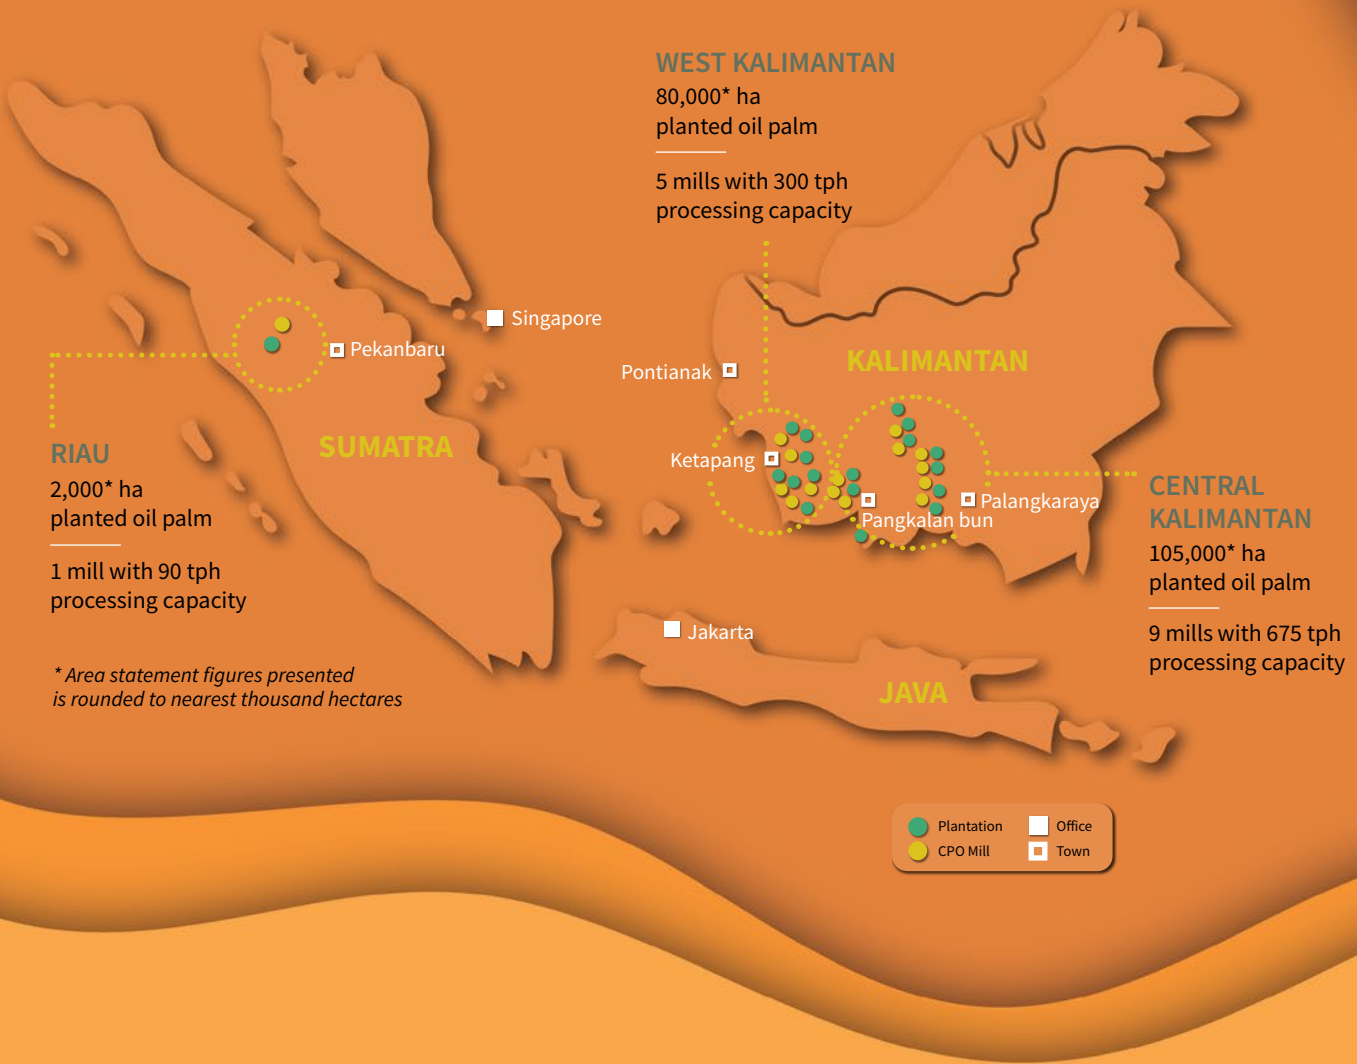 WEST KALIMANTAN
80,000* ha
planted oil palm
5 mills with 300 tph
processing capacity
Singapore
Pekanbaru
Pontianak
KALIMANTAN
SUMATRA
Ketapang
Palangkaraya
Pangkalan bun
RIAU
2,000* ha
planted oil palm
1 mill with 90 tph
processing capacity
CENTRAL
KALIMANTAN
105,000* ha
planted oil palm
9 mills with 675 tph
processing capacity
Jakarta
JAVA
* Area statement figures presented
is rounded to nearest thousand hectares
Plantation
Office
CPO Mill
Town